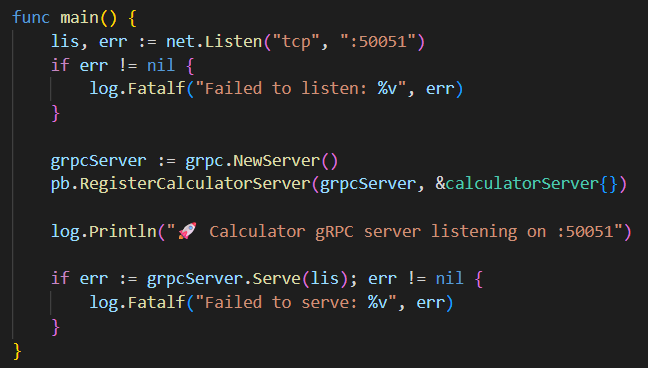 func main() {
    lis, err := net.Listen("tcp", ":50051")
    if err != nil {
        log.Fatalf("Failed to listen: %v", err)
    }

    grpcServer := grpc.NewServer()
    pb.RegisterCalculatorServer(grpcServer, &calculatorServer{})

    log.Println("🚀 Calculator gRPC server listening on :50051")

    if err := grpcServer.Serve(lis); err != nil {
        log.Fatalf("Failed to serve: %v", err)
    }
}